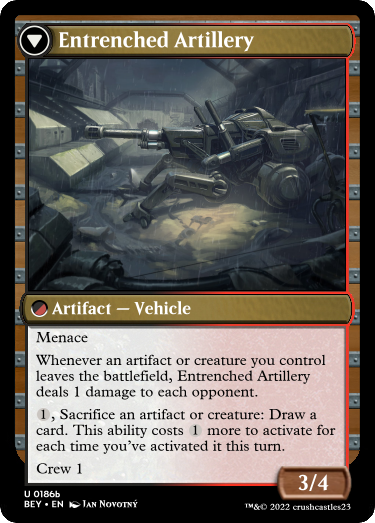 Entrenched Artillery
Artifact — Vehicle
Menace
Whenever an artifact or creature you control
leaves the battlefield, Entrenched Artillery
deals 1 damage to each opponent.
1, Sacrifice an artifact or creature: Draw a
card. This ability costs 1 more to activate for
each time you've activated it this turn.
Crew 1
3/4
U 0186b
BEY • EN Jan Novotný
™&© 2022 crushcastles23